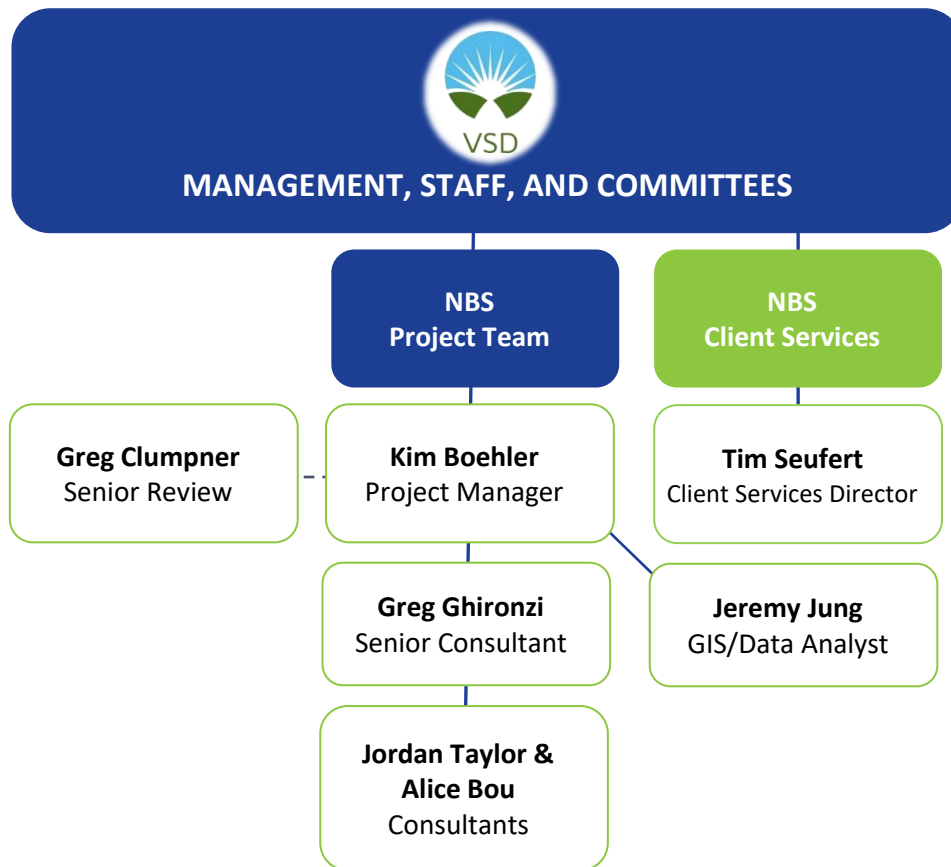 VSD
MANAGEMENT, STAFF, AND COMMITTEES
NBS
Project Team
NBS
Client Services
Greg Clumpner
Senior Review
Kim Boehler
Project Manager
Tim Seufert
Client Services Director
Greg Ghironzi
Senior Consultant
Jeremy Jung
GIS/Data Analyst
Jordan Taylor &
Alice Bou
Consultants